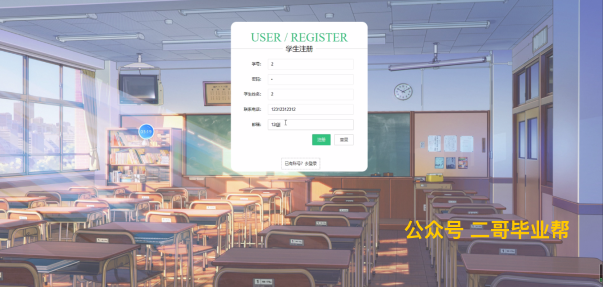 USER / REGISTER
学生注册
学号: 2
密码:
学生姓名: 2
联系电话: 12312312312
邮箱: 123@
注册 重置
已有账号？去登录
公众号 二哥毕业帮